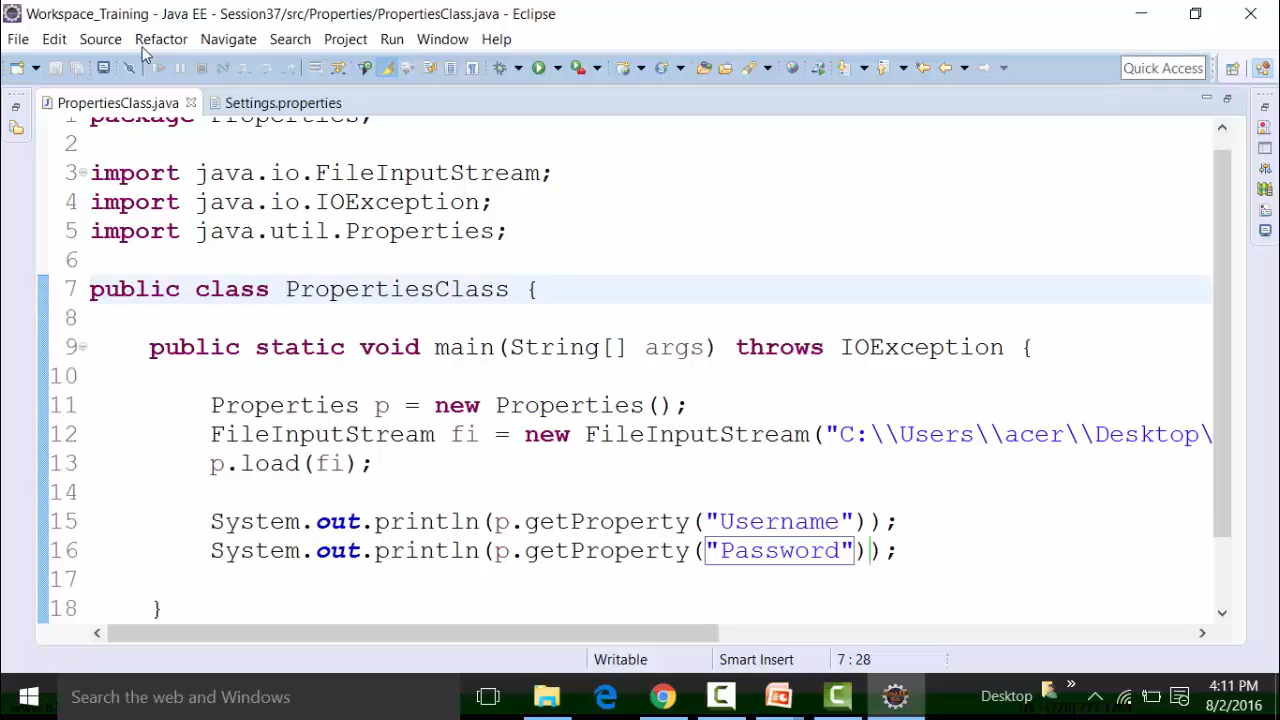 Workspace_Training - Java EE - Session37/src/Properties/PropertiesClass.java - Eclipse
File Edit Source Refactor Navigate Search Project Run Window Help
Quick Access
PropertiesClass.java Settings.properties
1 package Properties;
2
3 import java.io.FileInputStream;
4 import java.io.IOException;
5 import java.util.Properties;
6
7 public class PropertiesClass {
8
9 public static void main(String[] args) throws IOException {
10
11 Properties p = new Properties();
12 FileInputStream fi = new FileInputStream("C:\\Users\\acer\\Desktop\
13 p.load(fi);
14
15 System.out.println(p.getProperty("Username"));
16 System.out.println(p.getProperty("Password"));
17
18 }
Writable Smart Insert 7 : 28
Search the web and Windows
Desktop
4:11 PM
8/2/2016